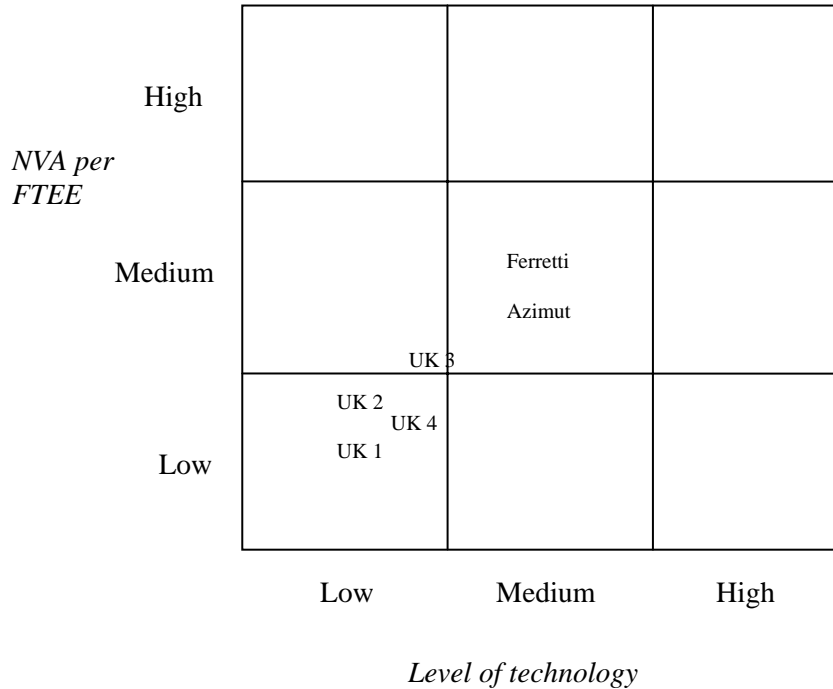 High
NVA per
FTEE
Medium
Ferretti
Azimut
UK 3
UK 2
UK 4
UK 1
Low
Low Medium High
Level of technology